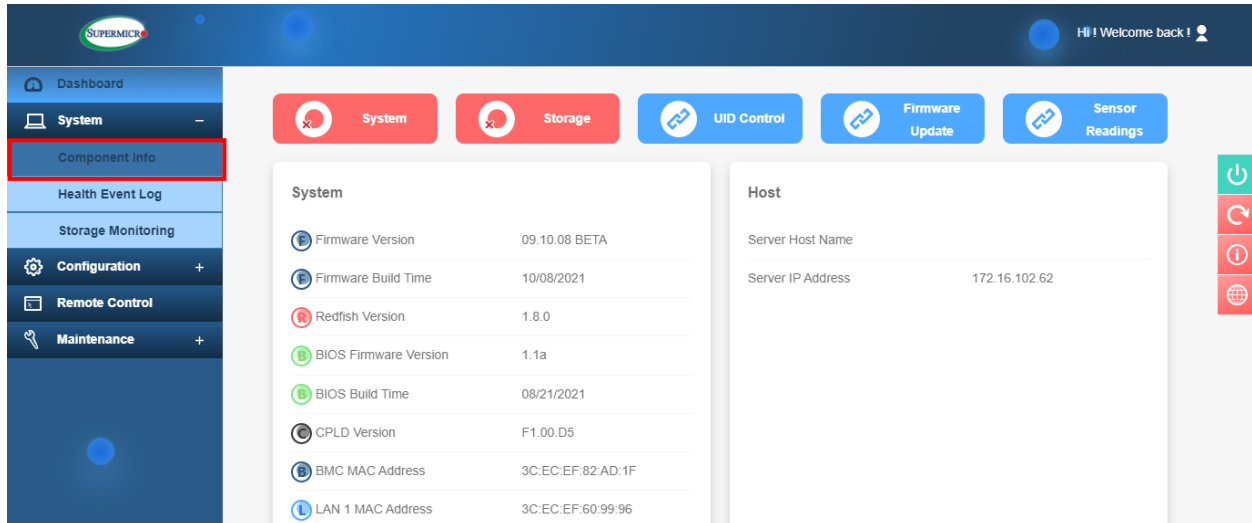 SUPERMICR
Hi ! Welcome back !
Dashboard
System –
Component Info
Health Event Log
Storage Monitoring
Configuration +
Remote Control
Maintenance +
System
Storage
UID Control
Firmware
Update
Sensor
Readings
System
F Firmware Version 09.10.08 BETA
F Firmware Build Time 10/08/2021
R Redfish Version 1.8.0
B BIOS Firmware Version 1.1a
B BIOS Build Time 08/21/2021
C CPLD Version F1.00.D5
B BMC MAC Address 3C:EC:EF:82:AD:1F
L LAN 1 MAC Address 3C:EC:EF:60:99:96
Host
Server Host Name
Server IP Address 172.16.102.62